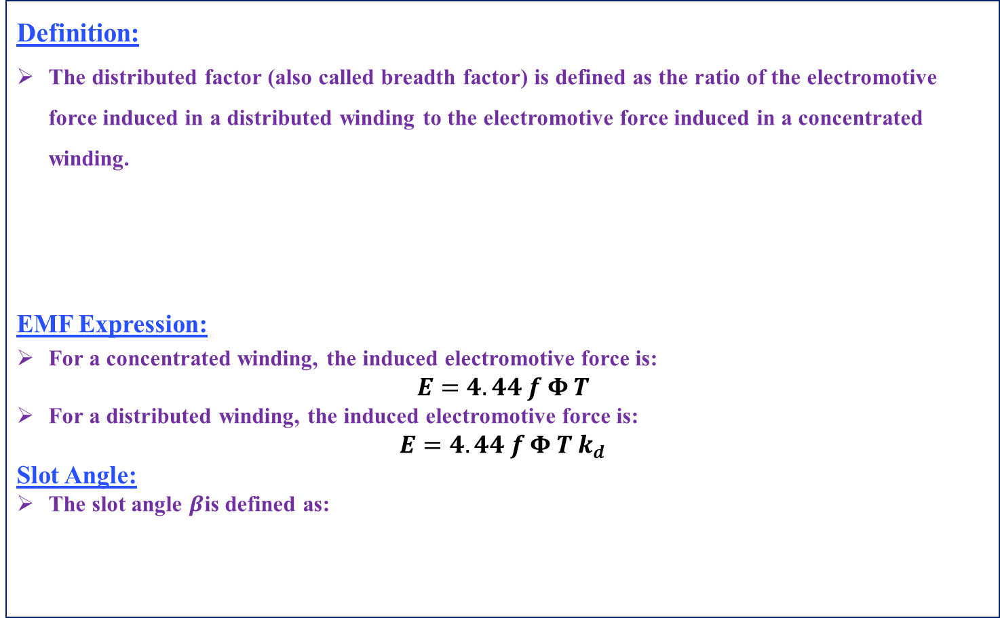 Definition:
➢ The distributed factor (also called breadth factor) is defined as the ratio of the electromotive
force induced in a distributed winding to the electromotive force induced in a concentrated
winding.
EMF Expression:
➢ For a concentrated winding, the induced electromotive force is:
E = 4.44 f Φ T
➢ For a distributed winding, the induced electromotive force is:
E = 4.44 f Φ T k_d
Slot Angle:
➢ The slot angle β is defined as: